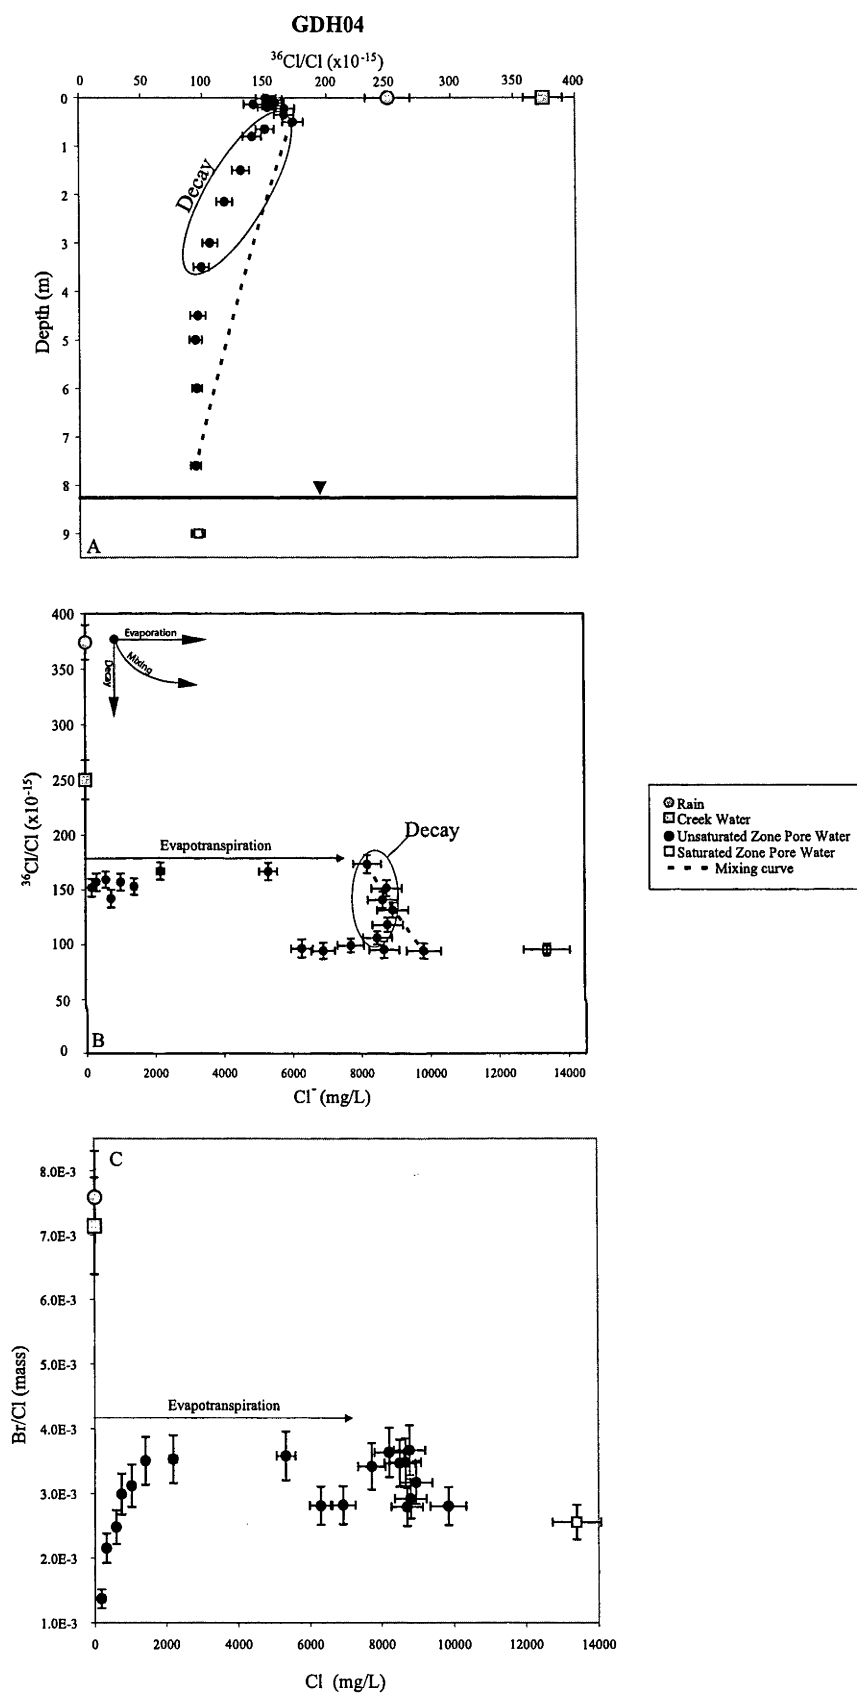 GDH04
36Cl/Cl (x10-15)
0 50 100 150 200 250 300 350 400
0
1
2
3
4
5
6
7
8
9
Depth (m)
Decay
A
400
350
300
250
200
150
100
50
0
36Cl/Cl (x10-15)
Evaporation
Mixing
Decay
Evapotranspiration
Decay
B
0 2000 4000 6000 8000 10000 12000 14000
Cl- (mg/L)
Rain
Creek Water
Unsaturated Zone Pore Water
Saturated Zone Pore Water
Mixing curve
C
8.0E-3
7.0E-3
6.0E-3
5.0E-3
4.0E-3
3.0E-3
2.0E-3
1.0E-3
Br/Cl (mass)
Evapotranspiration
0 2000 4000 6000 8000 10000 12000 14000
Cl (mg/L)